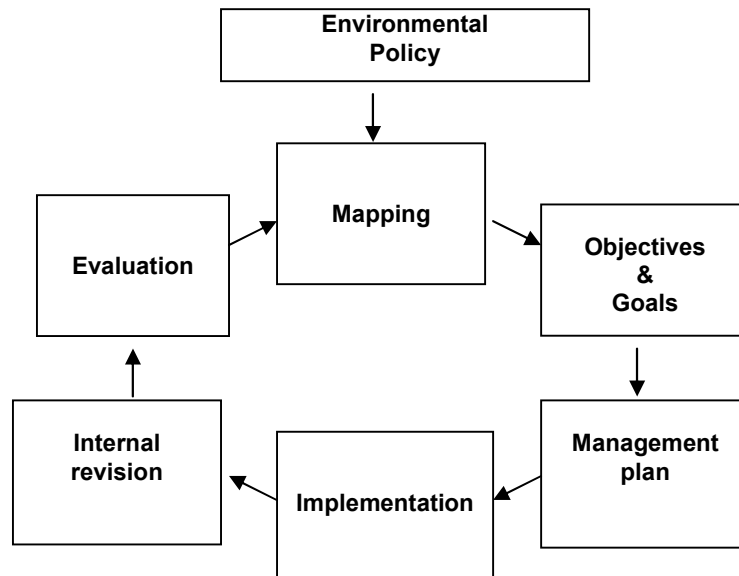 Environmental
Policy
Mapping
Evaluation
Objectives
&
Goals
Internal
revision
Implementation
Management
plan